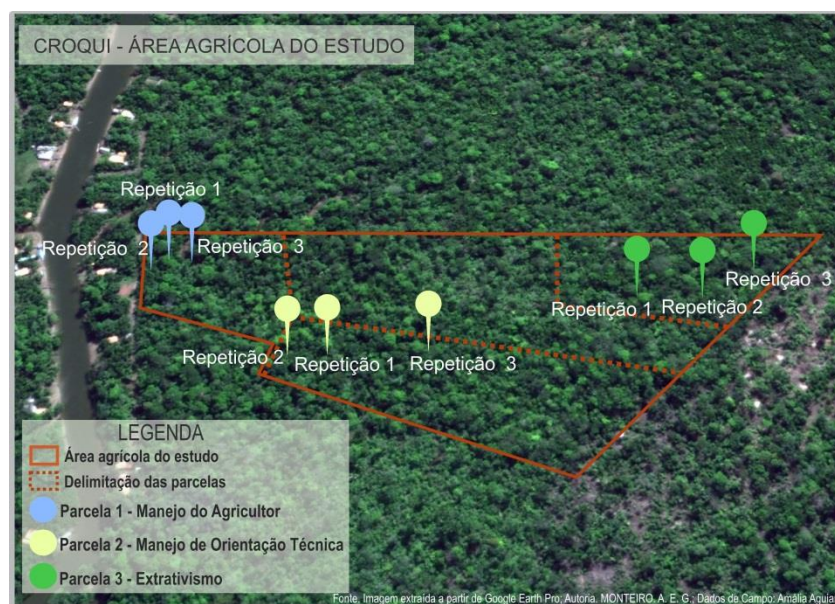 CROQUI - ÁREA AGRÍCOLA DO ESTUDO
Repetição 1
Repetição 2
Repetição 3
Repetição 1
Repetição 2
Repetição 3
Repetição 2
Repetição 1
Repetição 3
LEGENDA
Área agrícola do estudo
Delimitação das parcelas
Parcela 1 - Manejo do Agricultor
Parcela 2 - Manejo de Orientação Técnica
Parcela 3 - Extrativismo
Fonte, Imagem extraída a partir de Google Earth Pro; Autoria. MONTEIRO, A. E. G.; Dados de Campo: Amália Aguia